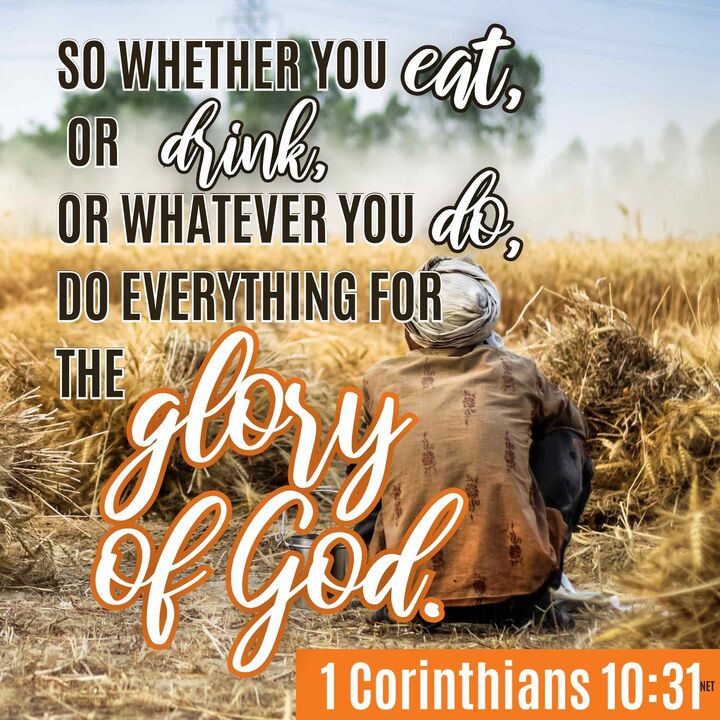 SO WHETHER YOU eat,
OR drink,
OR WHATEVER YOU do,
DO EVERYTHING FOR
THE glory
of God.
1 Corinthians 10:31
NET